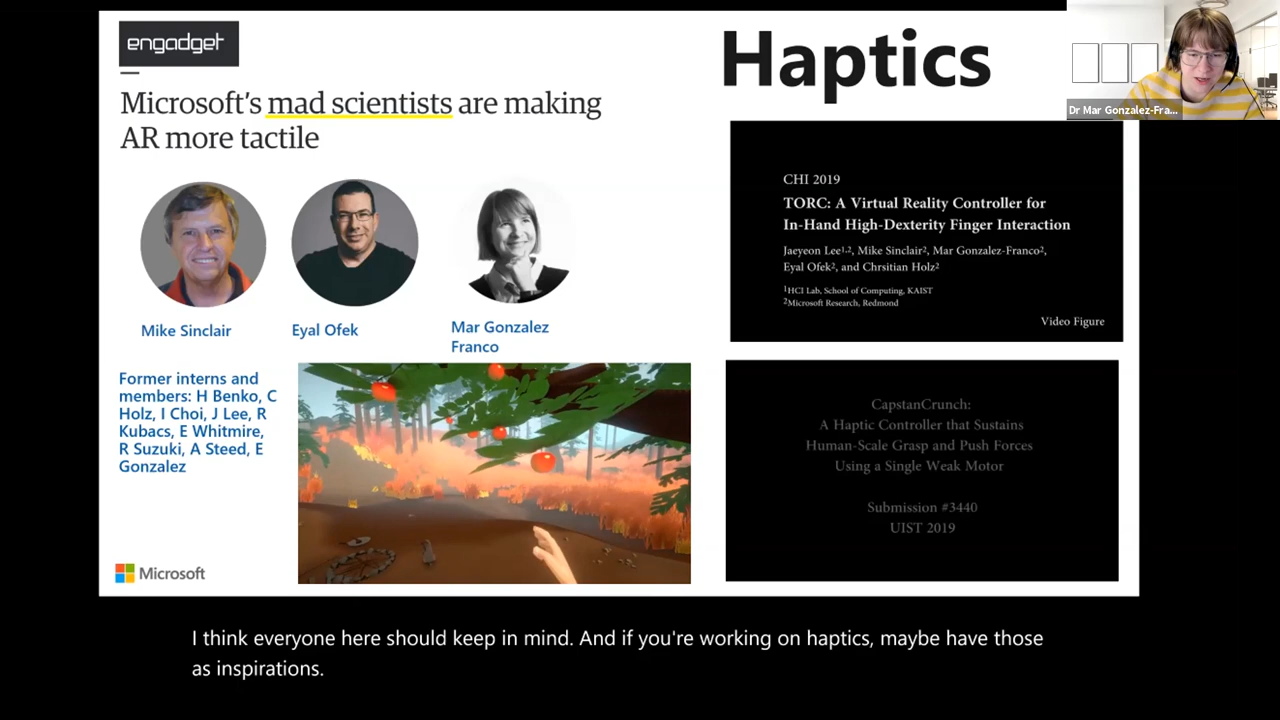 engadget
Microsoft's mad scientists are making
AR more tactile
Mike Sinclair
Eyal Ofek
Mar Gonzalez
Franco
Former interns and
members: H Benko, C
Holz, I Choi, J Lee, R
Kubacs, E Whitmire,
R Suzuki, A Steed, E
Gonzalez
Microsoft
Haptics
CHI 2019
TORC: A Virtual Reality Controller for
In-Hand High-Dexterity Finger Interaction
Jaeyeon Lee1,2, Mike Sinclair2, Mar Gonzalez-Franco2,
Eyal Ofek2, and Chrsitian Holz2
1HCI Lab, School of Computing, KAIST
2Microsoft Research, Redmond
Video Figure
CapstanCrunch:
A Haptic Controller that Sustains
Human-Scale Grasp and Push Forces
Using a Single Weak Motor
Submission #3440
UIST 2019
Dr Mar Gonzalez-Fra...
I think everyone here should keep in mind. And if you're working on haptics, maybe have those
as inspirations.